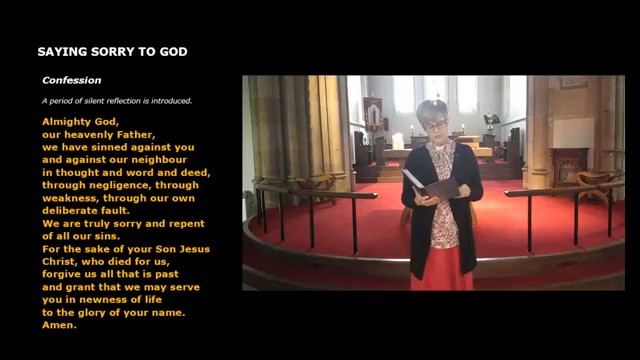 SAYING SORRY TO GOD
Confession
A period of silent reflection is introduced.
Almighty God,
our heavenly Father,
we have sinned against you
and against our neighbour
in thought and word and deed,
through negligence, through
weakness, through our own
deliberate fault.
We are truly sorry and repent
of all our sins.
For the sake of your Son Jesus
Christ, who died for us,
forgive us all that is past
and grant that we may serve
you in newness of life
to the glory of your name.
Amen.